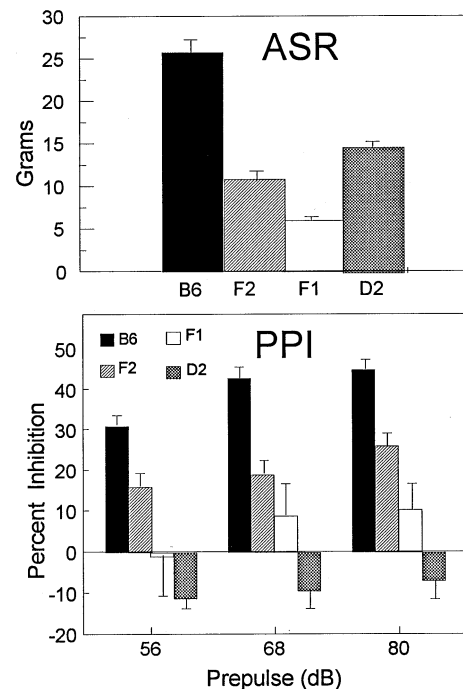 ASR
Grams
30
25
20
15
10
5
0
B6 F2 F1 D2
PPI
B6 F1
F2 D2
Percent Inhibition
50
40
30
20
10
0
-10
-20
56 68 80
Prepulse (dB)